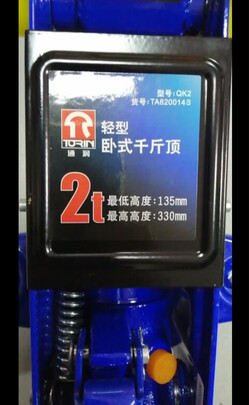 型号:QK2
货号:TA820014S
TORIN
通润
轻型
卧式千斤顶
2t
最低高度:135mm
最高高度:330mm